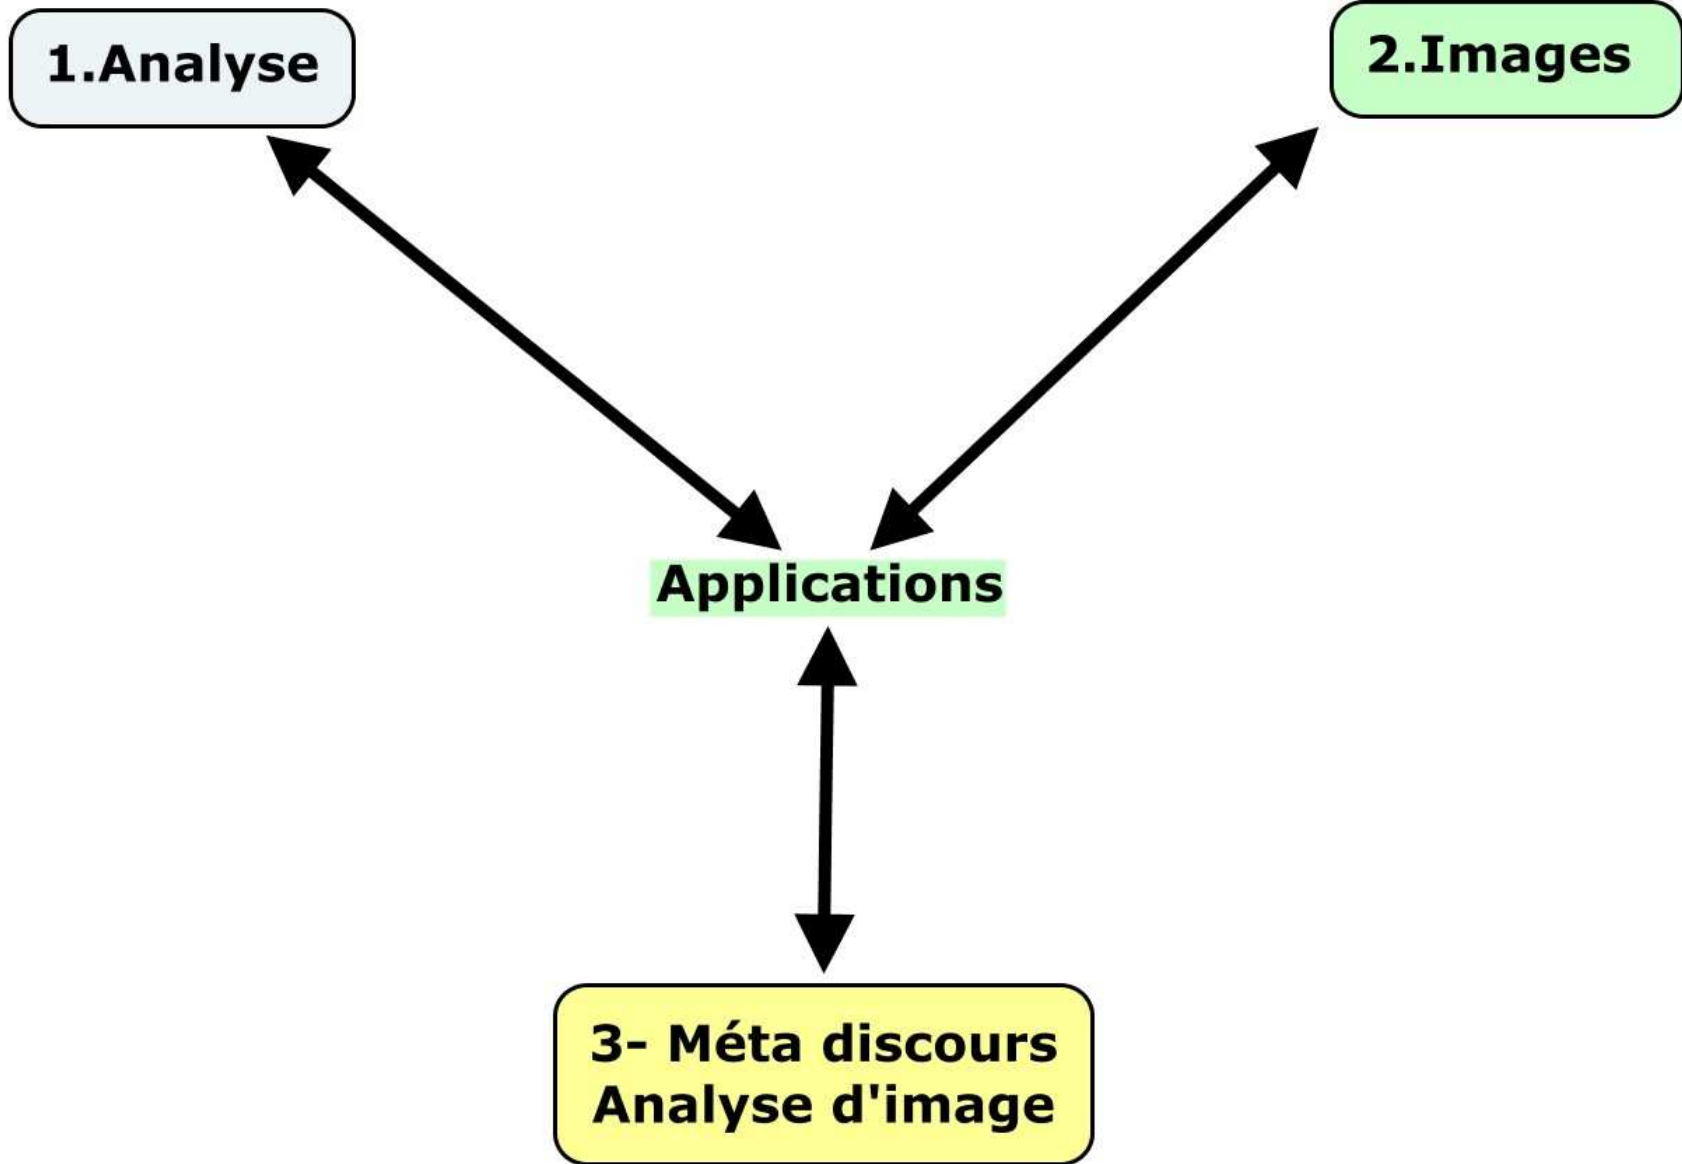 1.Analyse
2.Images
Applications
3- Méta discours
Analyse d'image